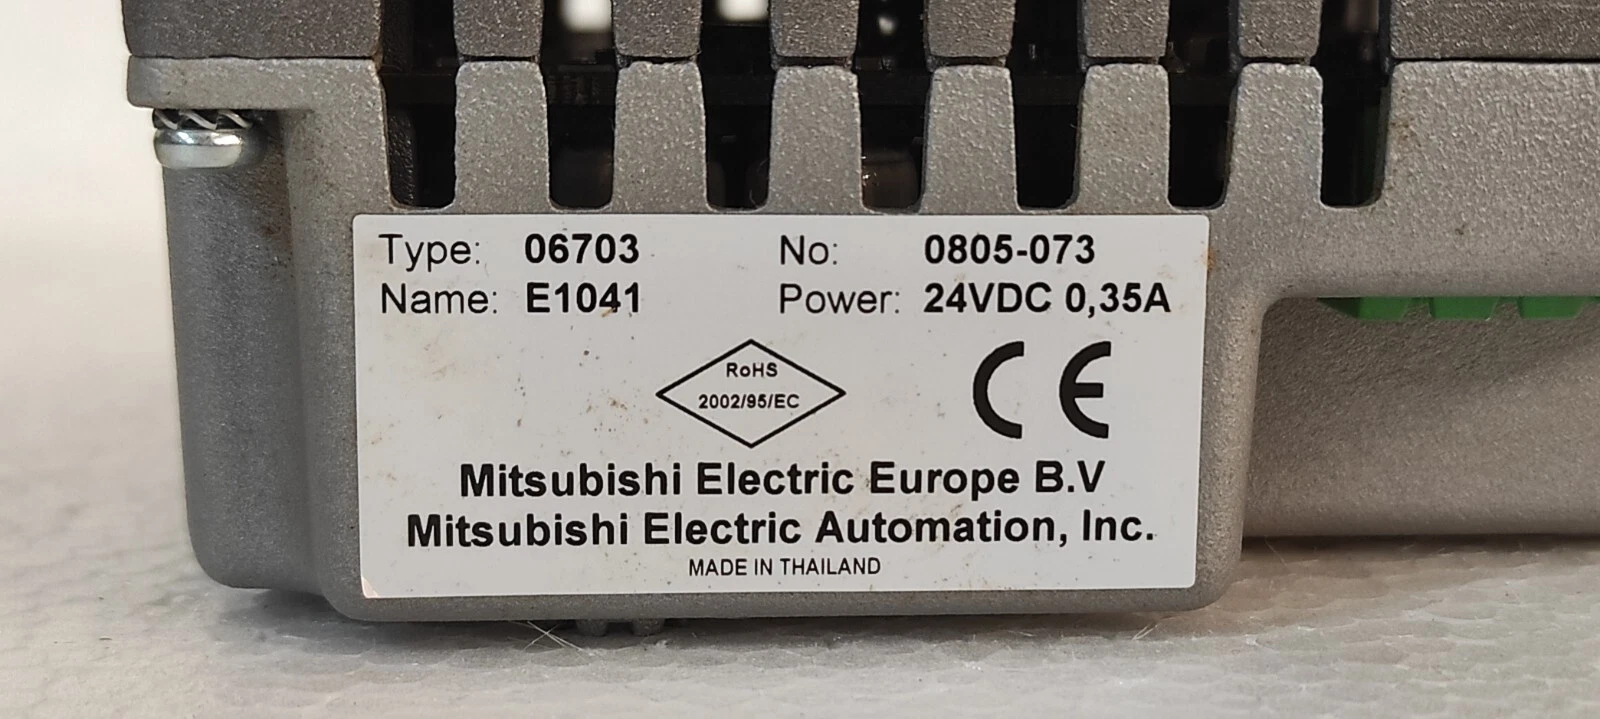 Type: 06703 No: 0805-073
Name: E1041 Power: 24VDC 0,35A
RoHS
2002/95/EC
CE
Mitsubishi Electric Europe B.V
Mitsubishi Electric Automation, Inc.
MADE IN THAILAND